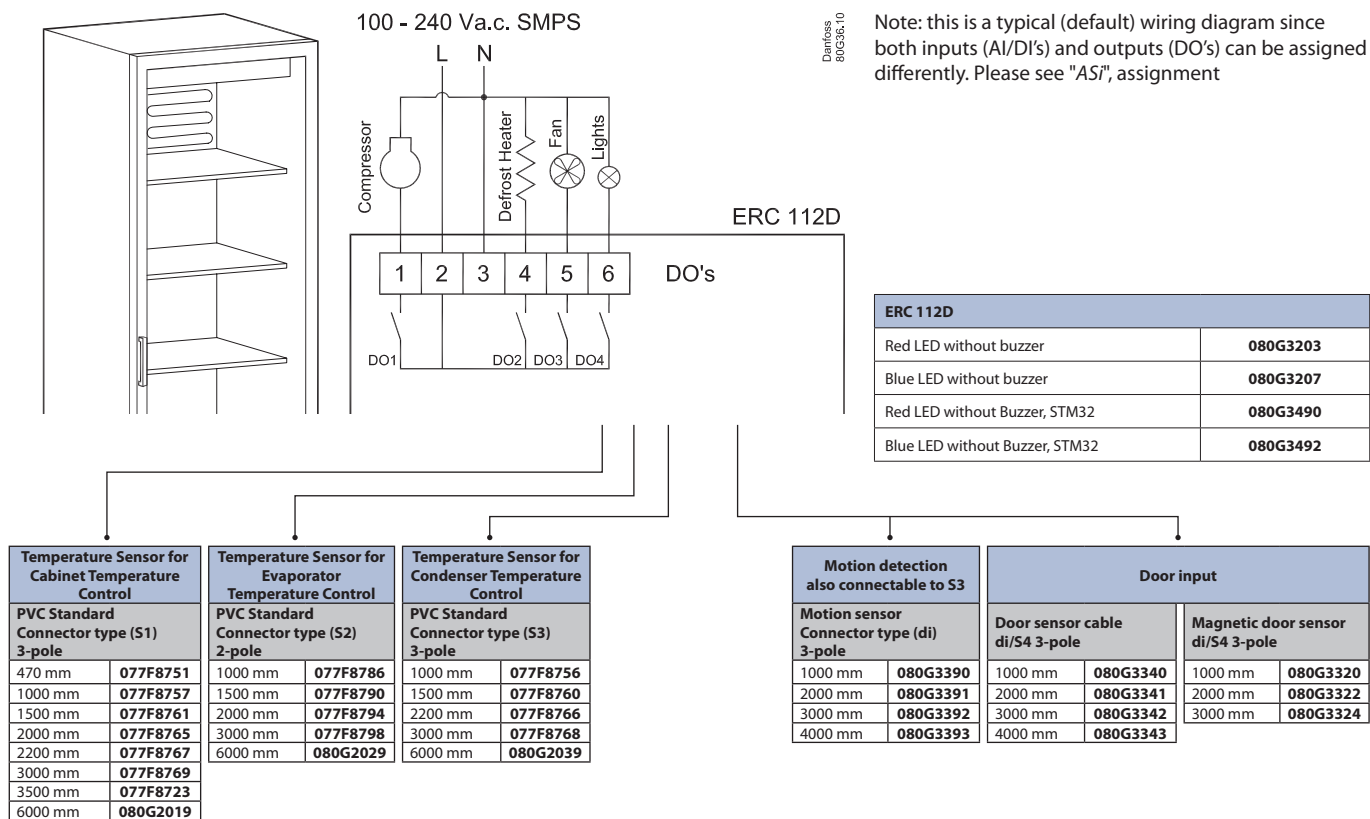 100 - 240 Va.c. SMPS
L N
Danfoss
80G36.10
Note: this is a typical (default) wiring diagram since
both inputs (AI/DI's) and outputs (DO's) can be assigned
differently. Please see "ASi", assignment
Compressor
Defrost Heater
Fan
Lights
ERC 112D
1 2 3 4 5 6 DO's
DO1 DO2 DO3 DO4
ERC 112D
Red LED without buzzer 080G3203
Blue LED without buzzer 080G3207
Red LED without Buzzer, STM32 080G3490
Blue LED without Buzzer, STM32 080G3492
Temperature Sensor for
Cabinet Temperature
Control
PVC Standard
Connector type (S1)
3-pole
470 mm 077F8751
1000 mm 077F8757
1500 mm 077F8761
2000 mm 077F8765
2200 mm 077F8767
3000 mm 077F8769
3500 mm 077F8723
6000 mm 080G2019
Temperature Sensor for
Evaporator
Temperature Control
PVC Standard
Connector type (S2)
2-pole
1000 mm 077F8786
1500 mm 077F8790
2000 mm 077F8794
3000 mm 077F8798
6000 mm 080G2029
Temperature Sensor for
Condenser Temperature
Control
PVC Standard
Connector type (S3)
3-pole
1000 mm 077F8756
1500 mm 077F8760
2200 mm 077F8766
3000 mm 077F8768
6000 mm 080G2039
Motion detection
also connectable to S3
Motion sensor
Connector type (di)
3-pole
1000 mm 080G3390
2000 mm 080G3391
3000 mm 080G3392
4000 mm 080G3393
Door input
Door sensor cable
di/S4 3-pole
1000 mm 080G3340
2000 mm 080G3341
3000 mm 080G3342
4000 mm 080G3343
Magnetic door sensor
di/S4 3-pole
1000 mm 080G3320
2000 mm 080G3322
3000 mm 080G3324